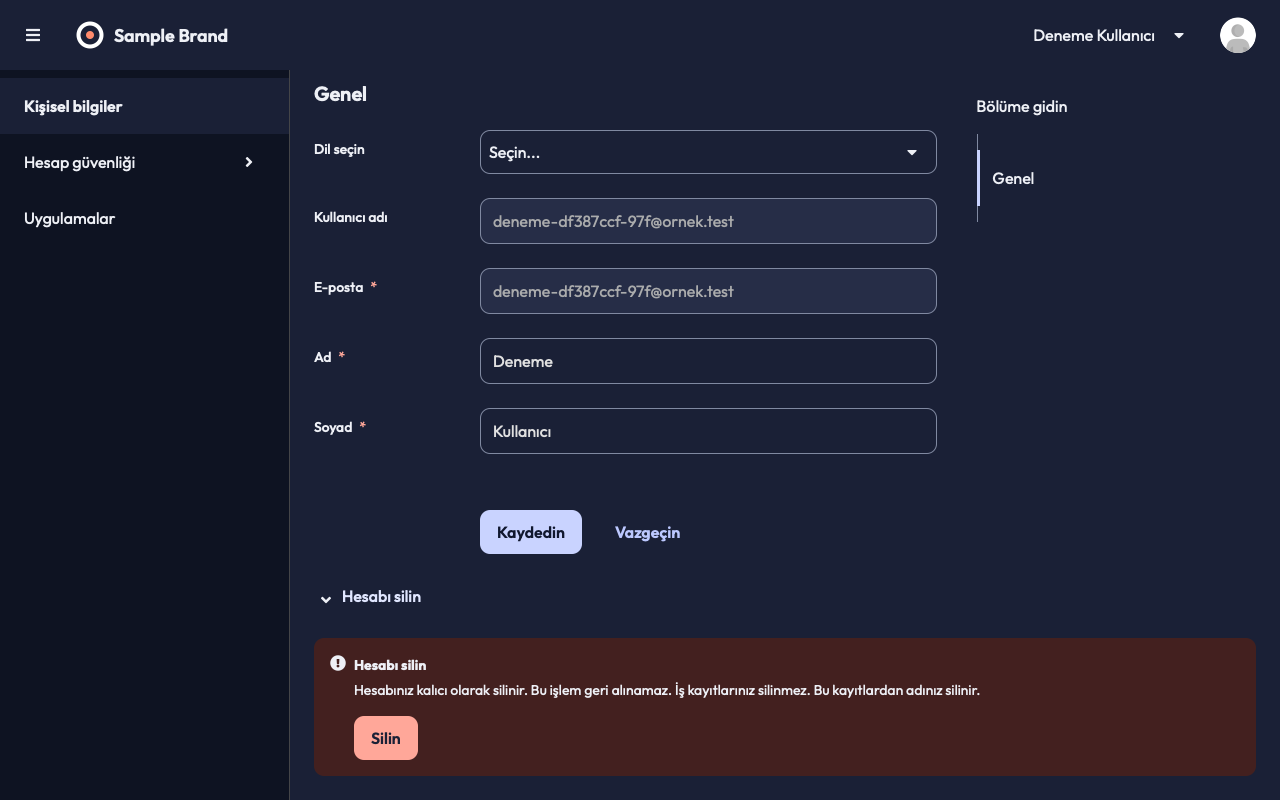 Sample Brand
Deneme Kullanıcı
Kişisel bilgiler
Hesap güvenliği
Uygulamalar
Genel
Dil seçin
Seçin...
Kullanıcı adı
deneme-df387ccf-97f@ornek.test
E-posta *
deneme-df387ccf-97f@ornek.test
Ad *
Deneme
Soyad *
Kullanıcı
Kaydedin
Vazgeçin
Hesabı silin
Hesabı silin
Hesabınız kalıcı olarak silinir. Bu işlem geri alınamaz. İş kayıtlarınız silinmez. Bu kayıtlardan adınız silinir.
Silin
Bölüme gidin
Genel